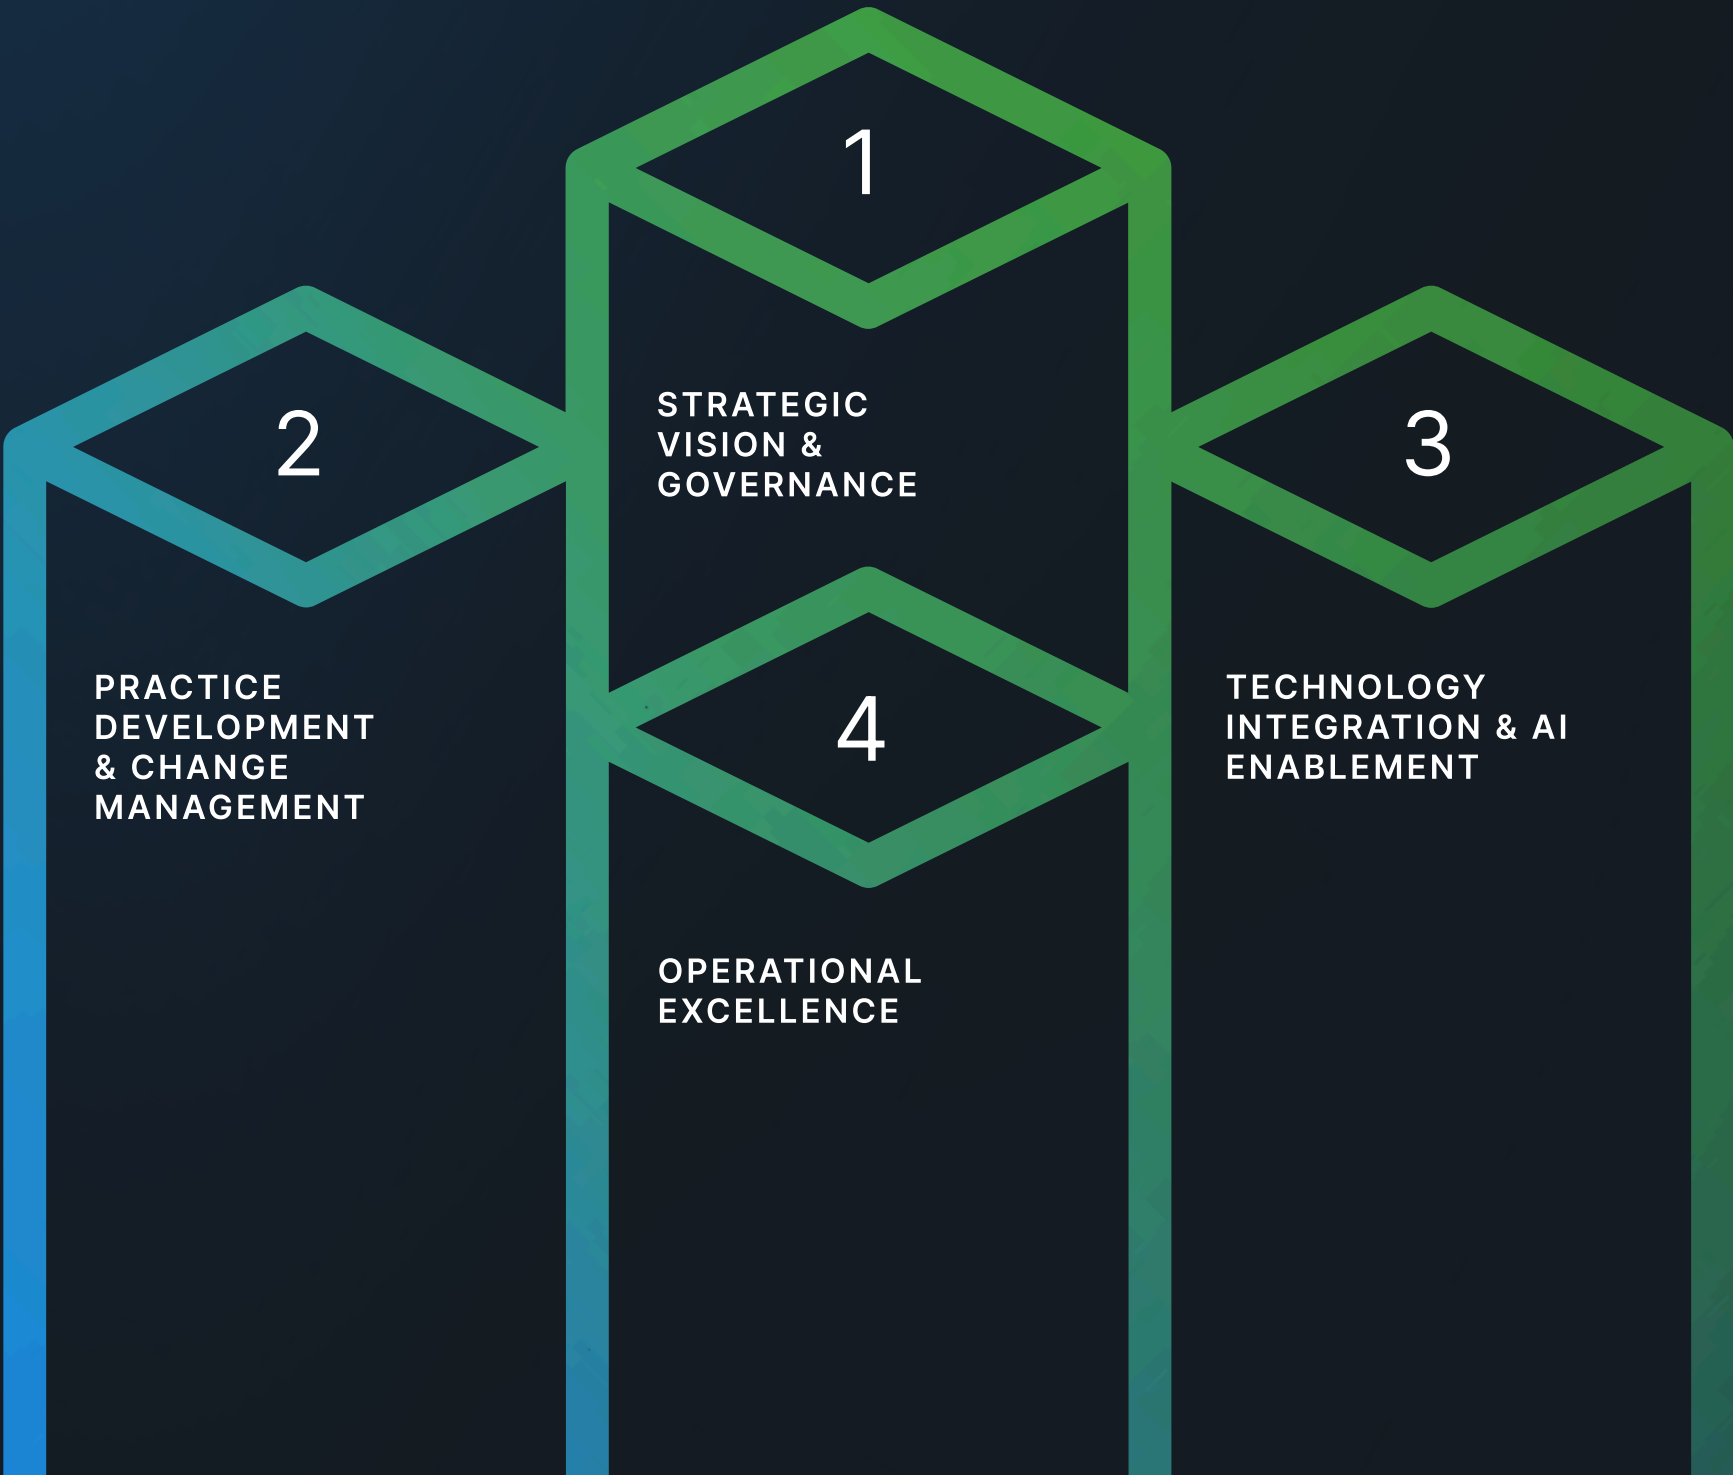 1
STRATEGIC
VISION &
GOVERNANCE
2
PRACTICE
DEVELOPMENT
& CHANGE
MANAGEMENT
3
TECHNOLOGY
INTEGRATION & AI
ENABLEMENT
4
OPERATIONAL
EXCELLENCE